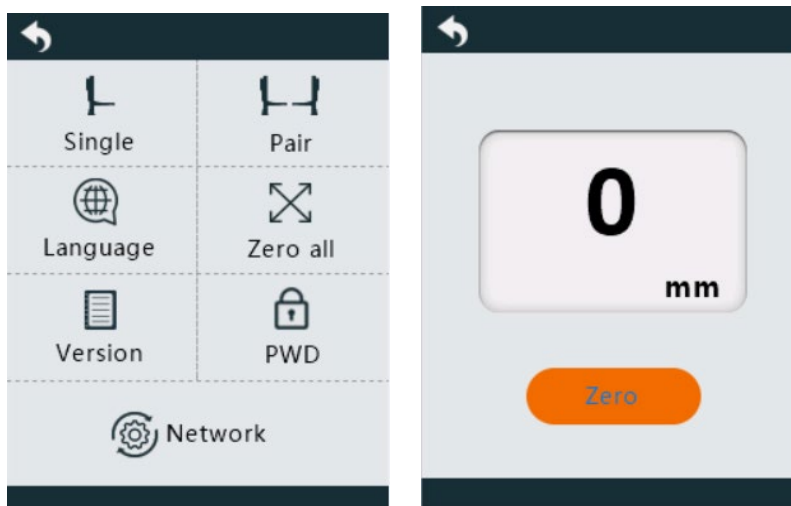 Single
Pair
Language
Zero all
Version
PWD
Network
0
mm
Zero